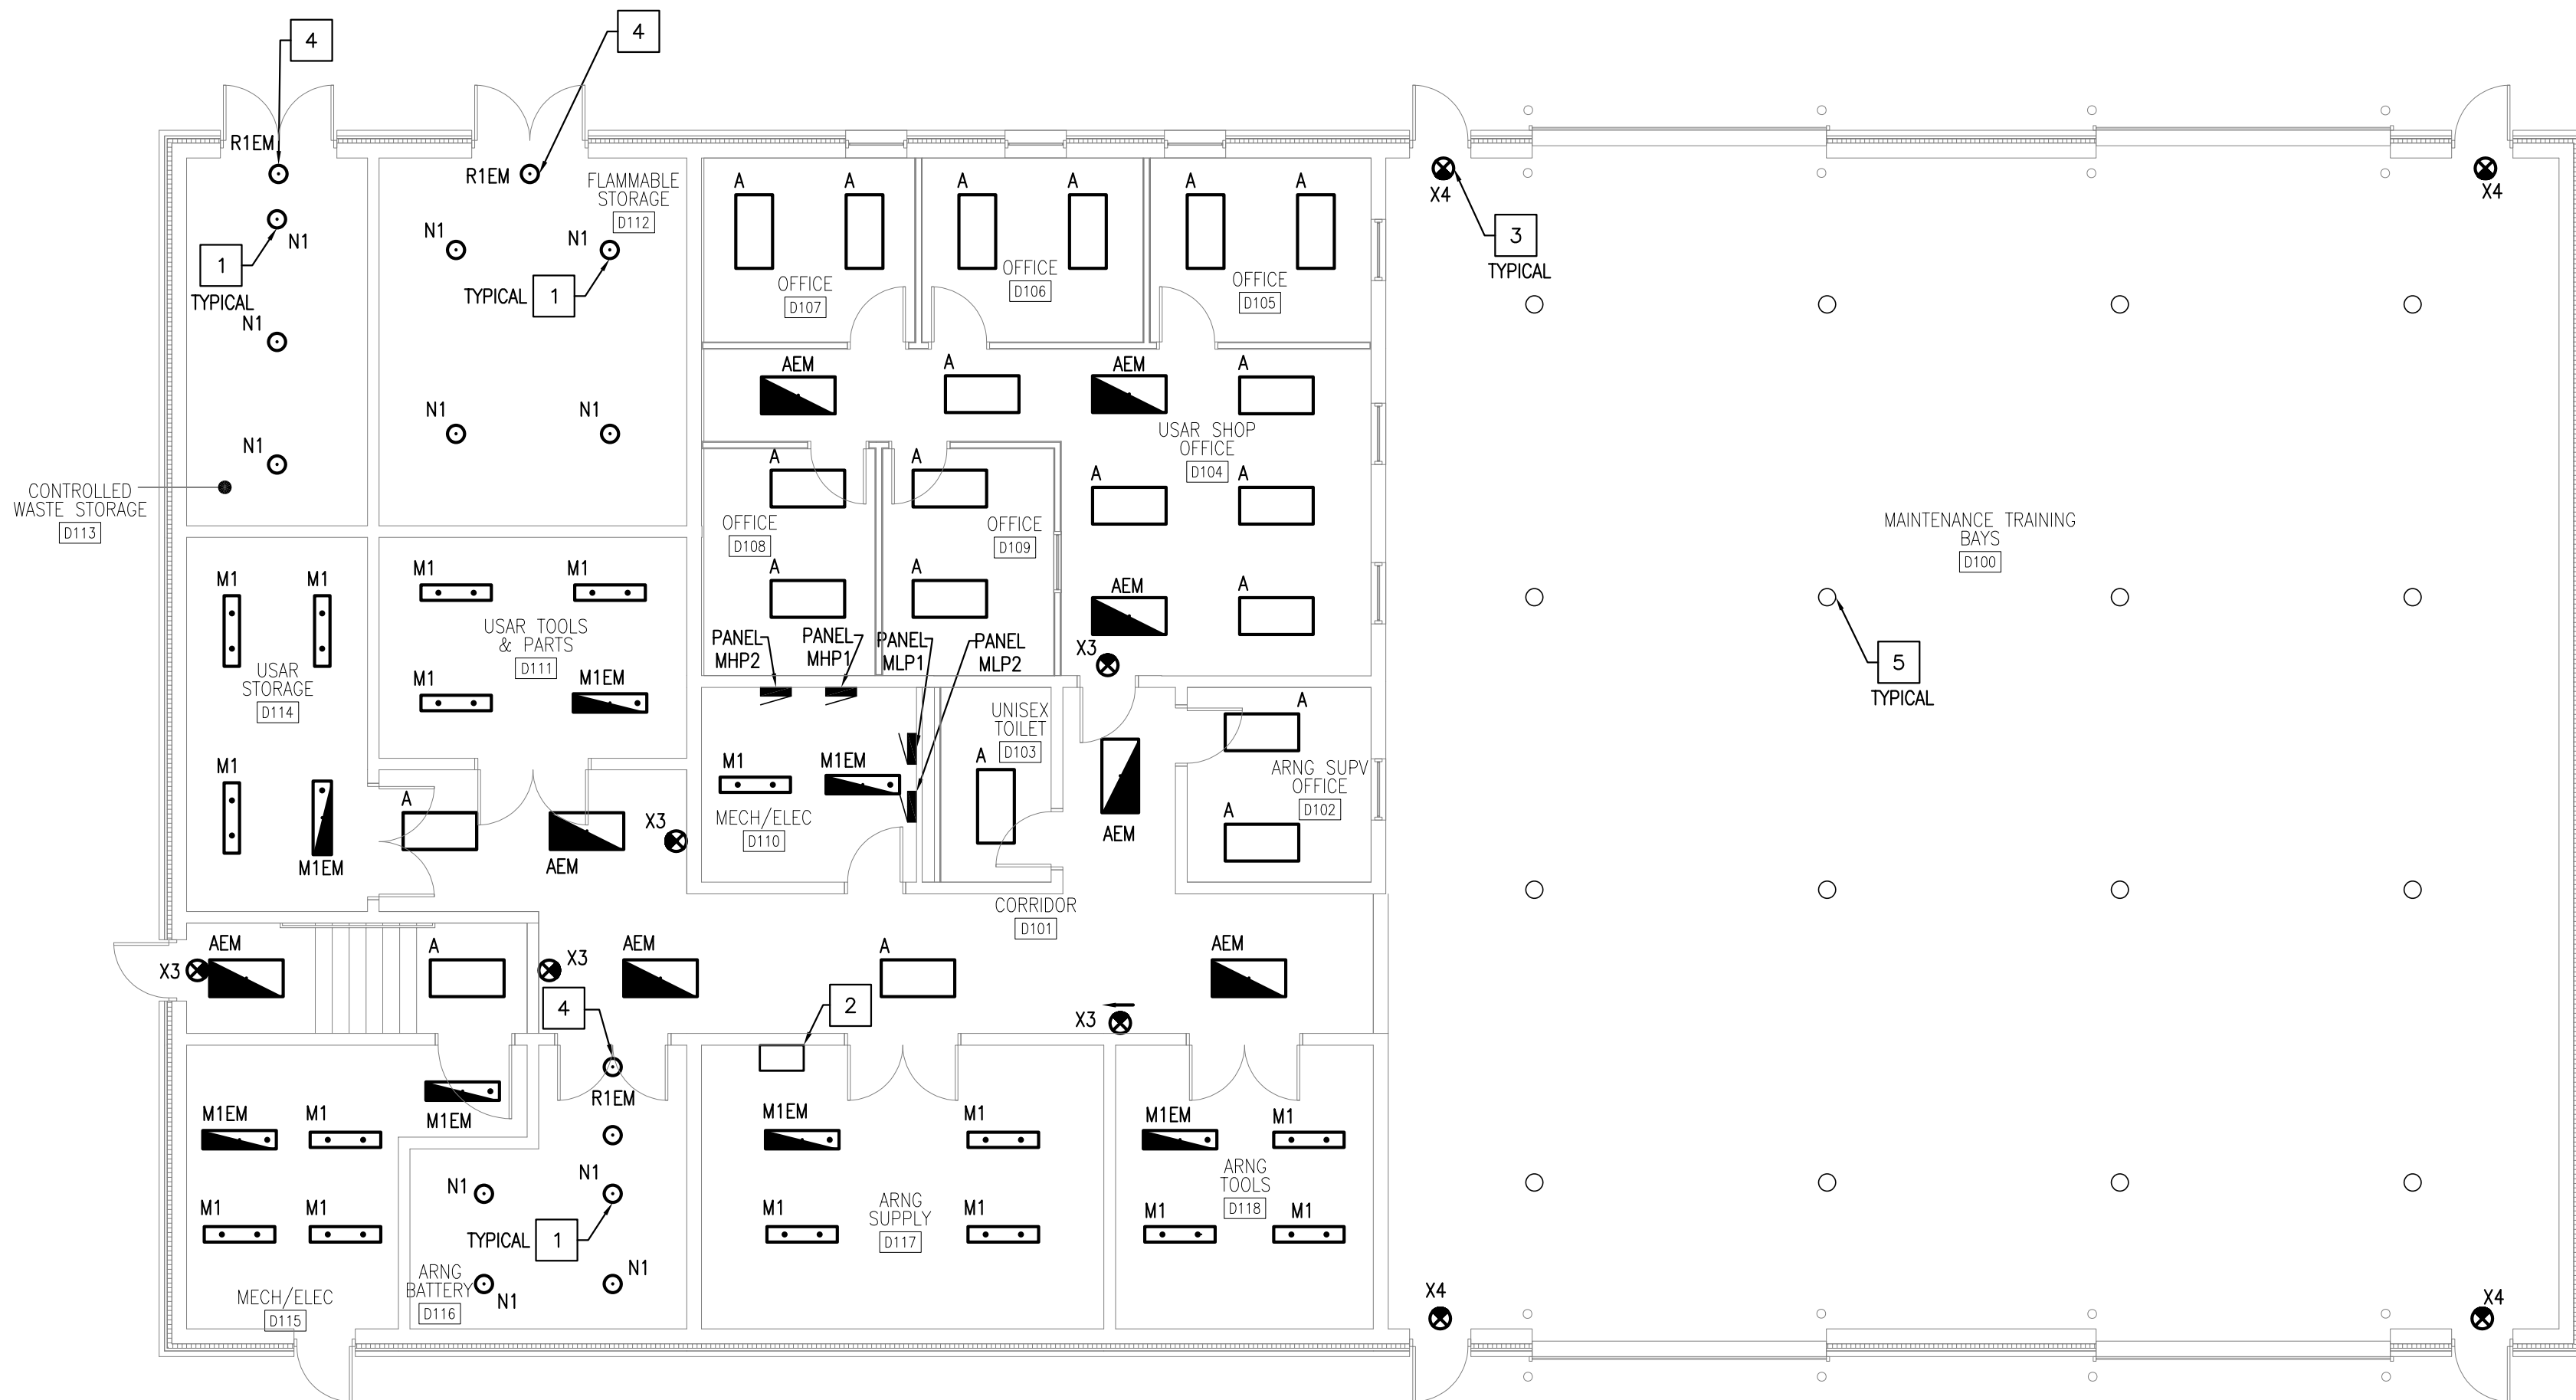 4
4
R1EM
R1EM
FLAMMABLE
STORAGE
D112
N1
1
TYPICAL
N1
N1
TYPICAL
1
N1
N1
N1
N1
CONTROLLED
WASTE STORAGE
D113
A
A
OFFICE
D107
A
A
OFFICE
D106
A
A
OFFICE
D105
X4
3
TYPICAL
X4
AEM
A
AEM
A
USAR SHOP
OFFICE
D104
A
A
OFFICE
D108
OFFICE
D109
A
A
A
A
AEM
A
X3
MAINTENANCE TRAINING
BAYS
D100
5
TYPICAL
M1
M1
USAR
STORAGE
D114
M1
M1EM
M1
M1
USAR TOOLS
& PARTS
D111
M1
M1EM
PANEL
MHP2
PANEL
MHP1
PANEL
MLP1
PANEL
MLP2
M1
M1EM
MECH/ELEC
D110
UNISEX
TOILET
D103
A
AEM
A
ARNG SUPV
OFFICE
D102
A
A
AEM
X3
CORRIDOR
D101
X3
AEM
A
X3
AEM
A
AEM
4
2
X3
R1EM
M1EM
M1
M1EM
M1
M1
MECH/ELEC
D115
N1
N1
TYPICAL
1
ARNG
BATTERY
D116
N1
N1
M1EM
M1
M1
ARNG
SUPPLY
D117
M1
M1EM
M1
ARNG
TOOLS
D118
M1
M1
X4
X4